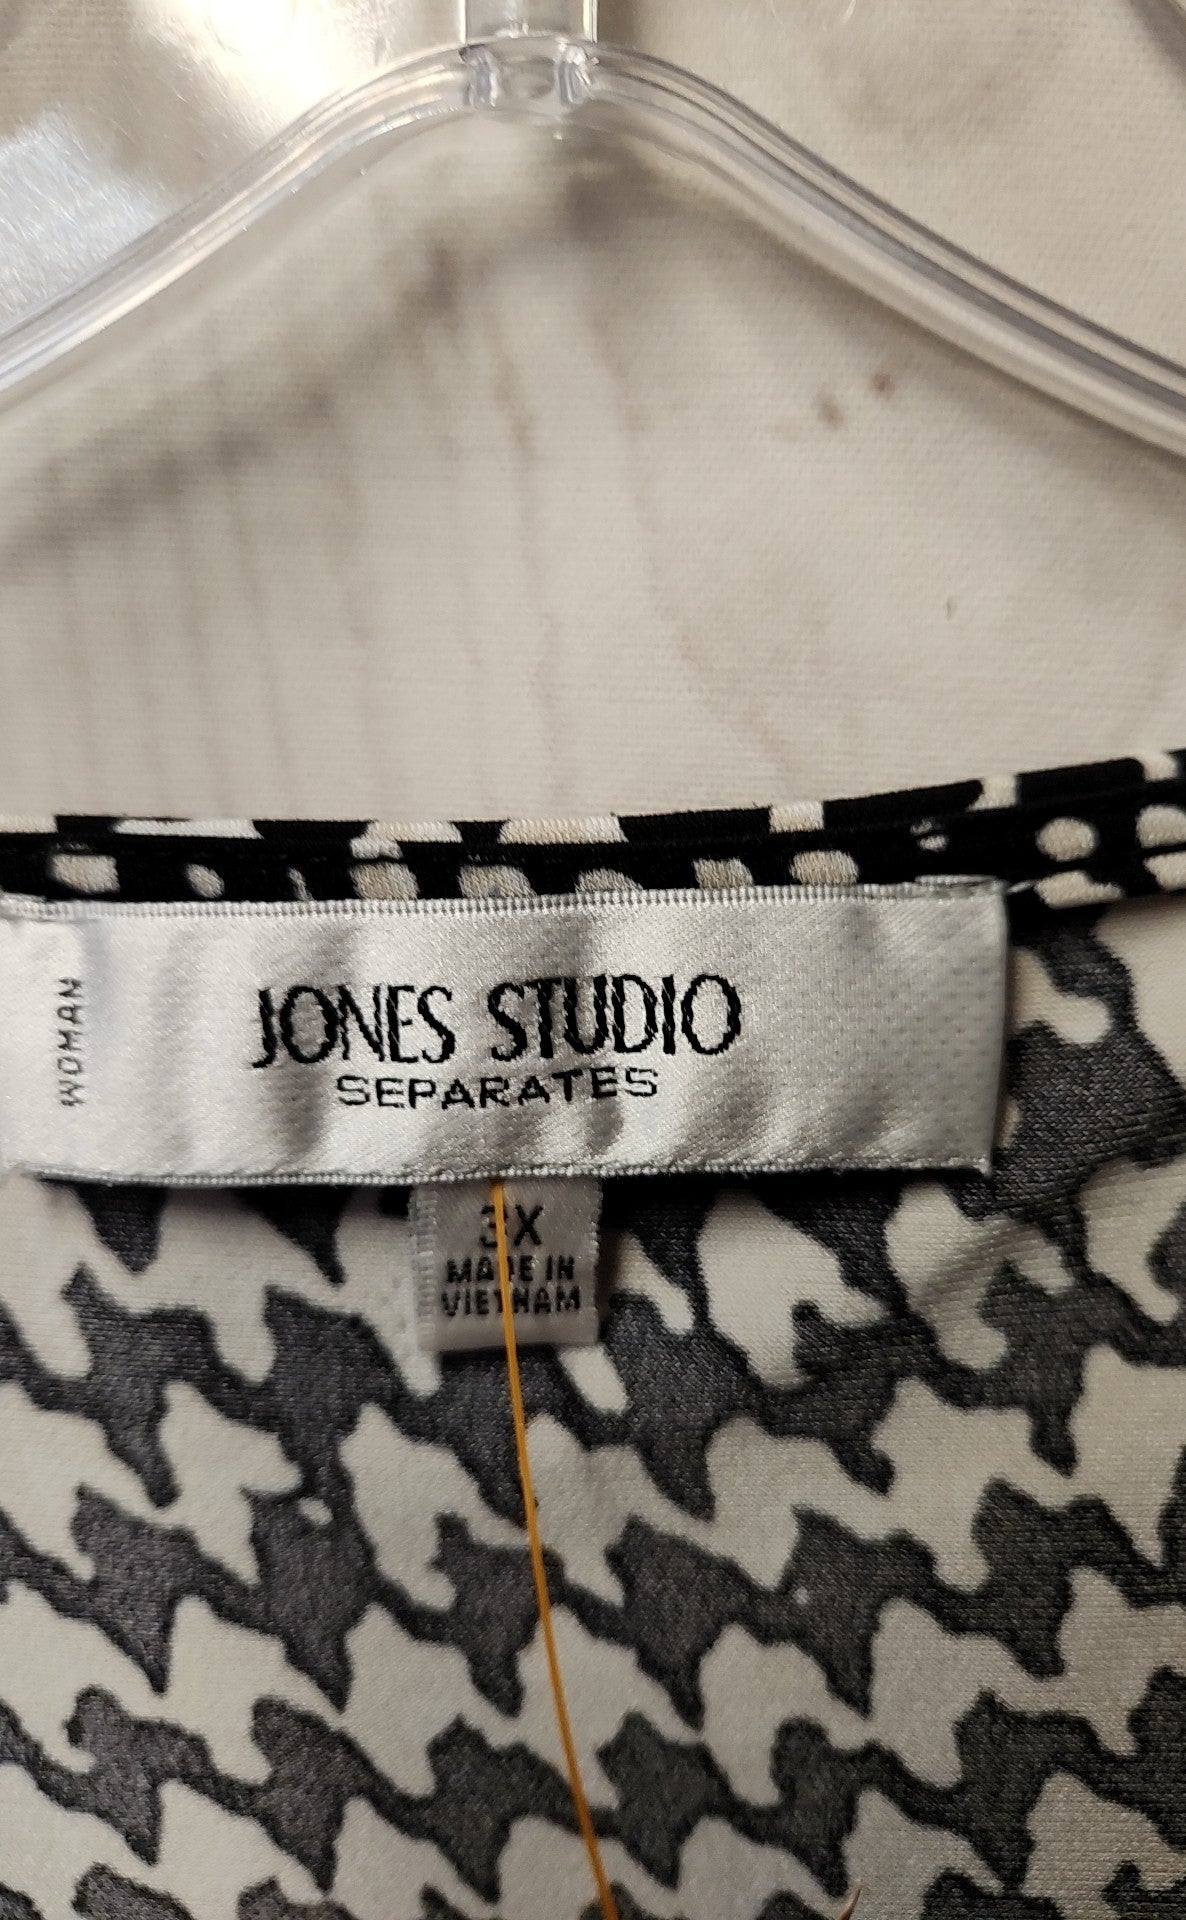 WOMAN
JONES STUDIO
SEPARATES
3X
MADE IN
VIETNAM